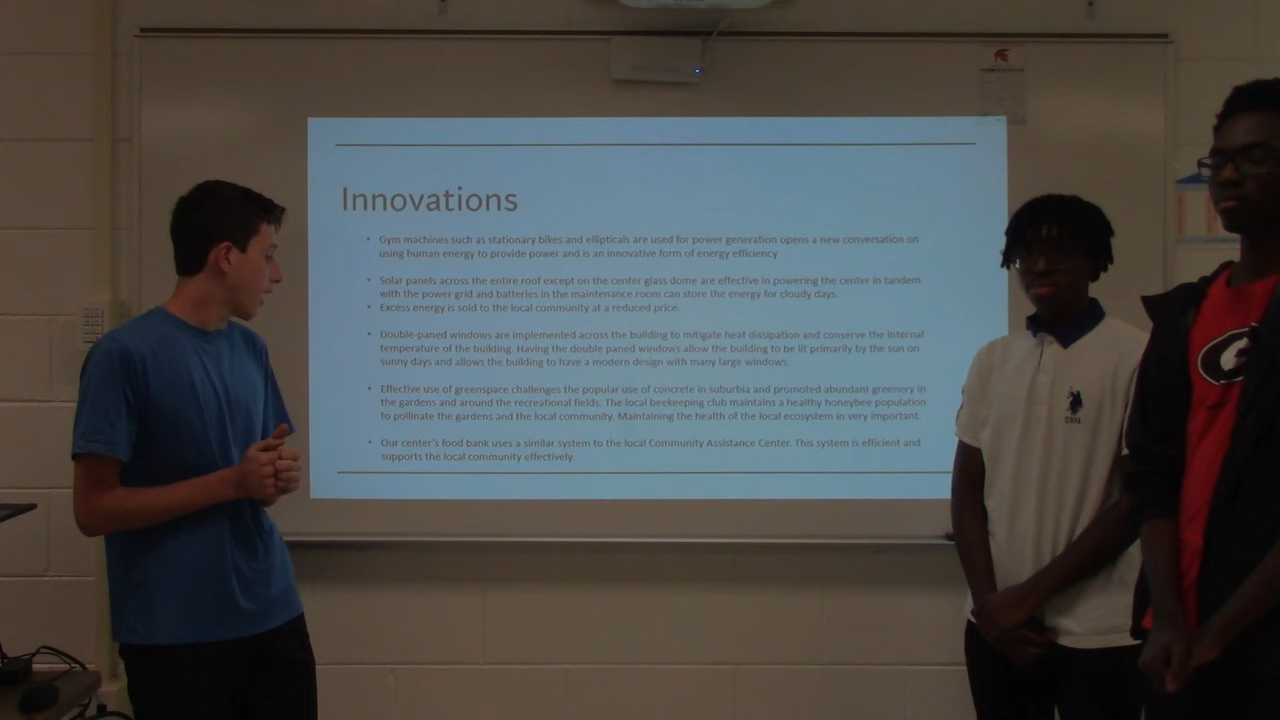 Innovations
• Gym machines such as stationary bikes and ellipticals are used for power generation opens a new conversation on
using human energy to provide power and is an innovative form of energy efficiency
• Solar panels across the entire roof except on the center glass dome are effective in powering the center in tandem
with the power grid and batteries in the maintenance room can store the energy for cloudy days.
• Excess energy is sold to the local community at a reduced price.
• Double-paned windows are implemented across the building to mitigate heat dissipation and conserve the internal
temperature of the building. Having the double paned windows allow the building to be lit primarily by the sun on
sunny days and allows the building to have a modern design with many large windows.
• Effective use of greenspace challenges the popular use of concrete in suburbia and promoted abundant greenery in
the gardens and around the recreational fields. The local beekeeping club maintains a healthy honeybee population
to pollinate the gardens and the local community. Maintaining the health of the local ecosystem in very important.
• Our center's food bank uses a similar system to the local Community Assistance Center. This system is efficient and
supports the local community effectively.
USPA
G